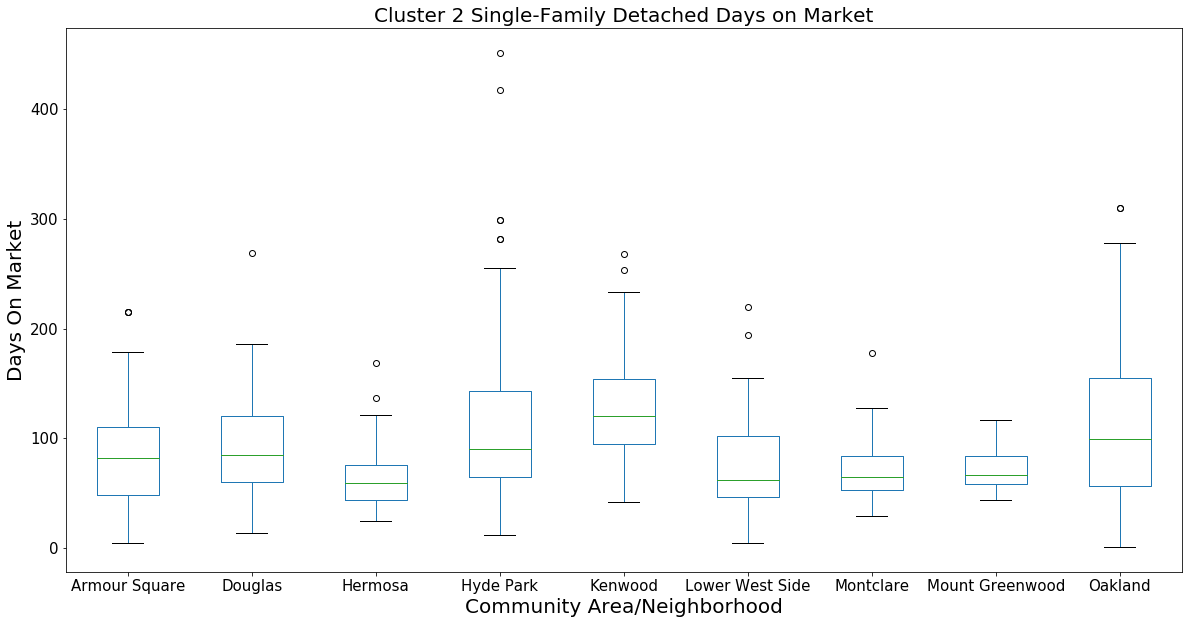 Cluster 2 Single-Family Detached Days on Market
Days On Market
400
300
200
100
0
Armour Square Douglas Hermosa Hyde Park Kenwood Lower West Side Montclare Mount Greenwood Oakland
Community Area/Neighborhood